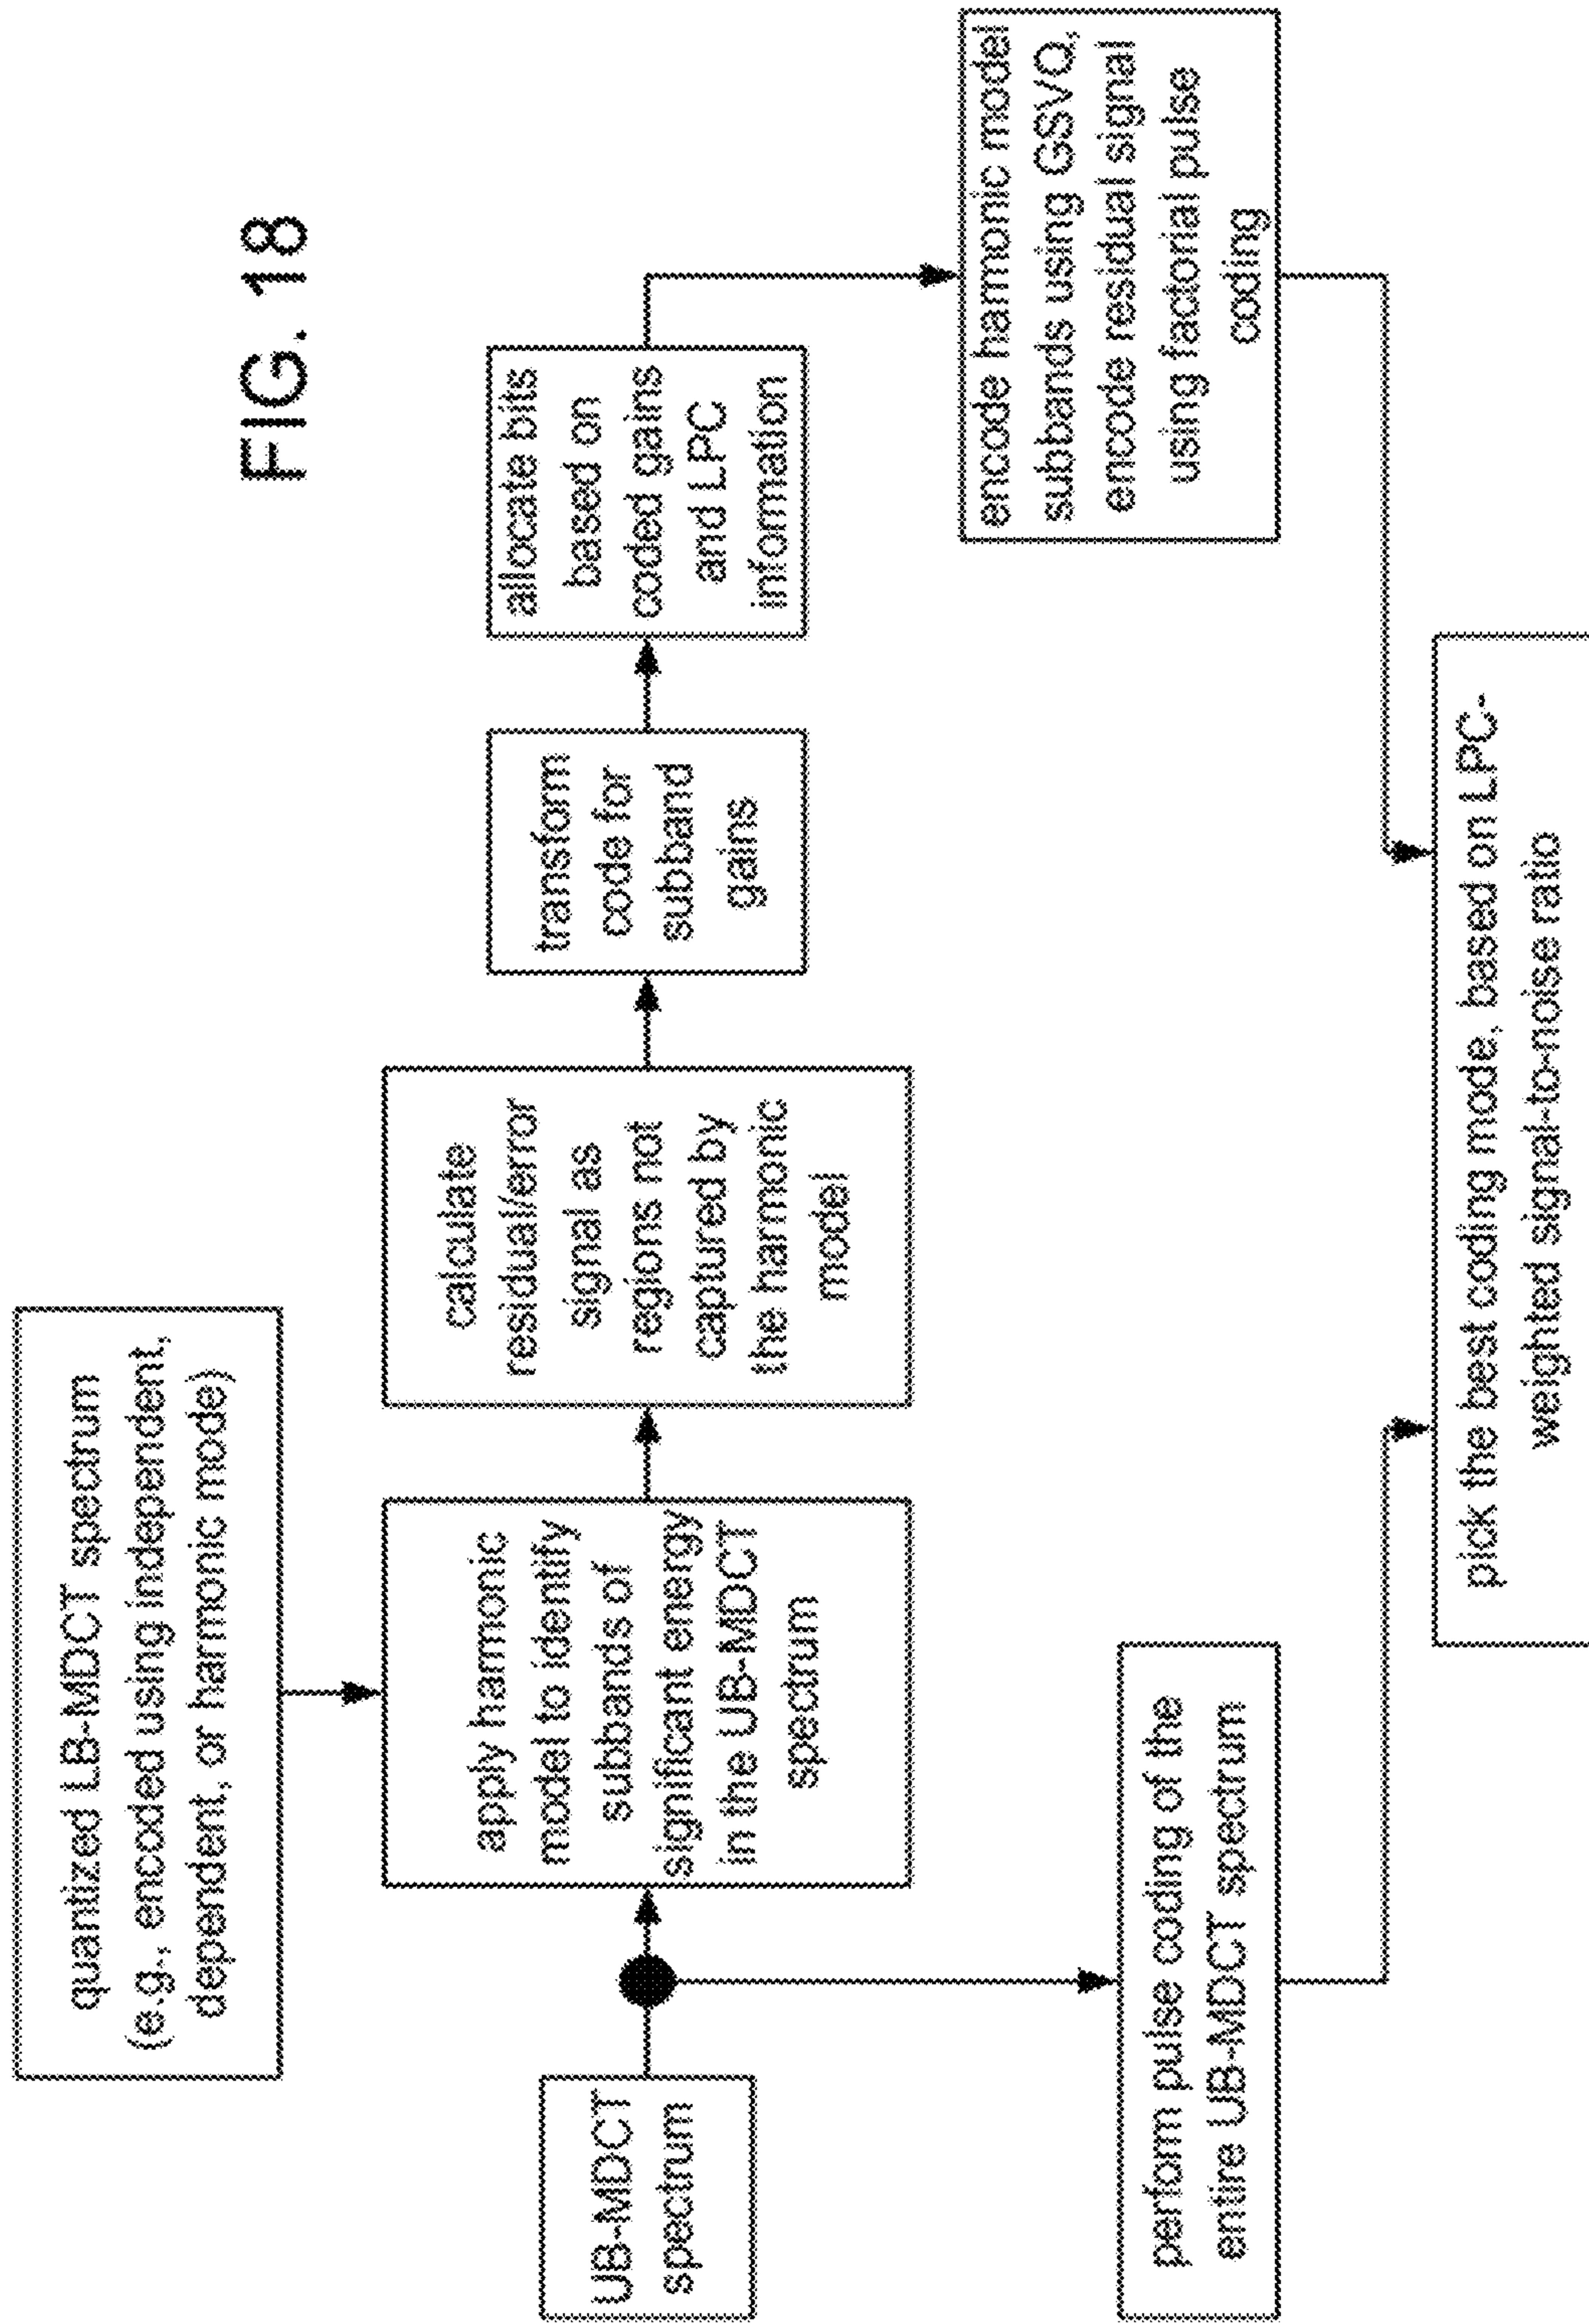 FIG. 18
quantized LB-MDCT spectrum
(e.g., encoded using independent,
dependent, or harmonic mode)
UB-MDCT
spectrum
apply harmonic
model to identify
subbands of
significant energy
in the UB-MDCT
spectrum
calculate
residual/error
signal as
regions not
captured by
the harmonic
model
transform
code for
subband
gains
allocate bits
based on
coded gains
and LPC
information
encode harmonic model
subbands using GSVQ,
encode residual signal
using factorial pulse
coding
perform pulse coding of the
entire UB-MDCT spectrum
pick the best coding mode, based on LPC-
weighted signal-to-noise ratio